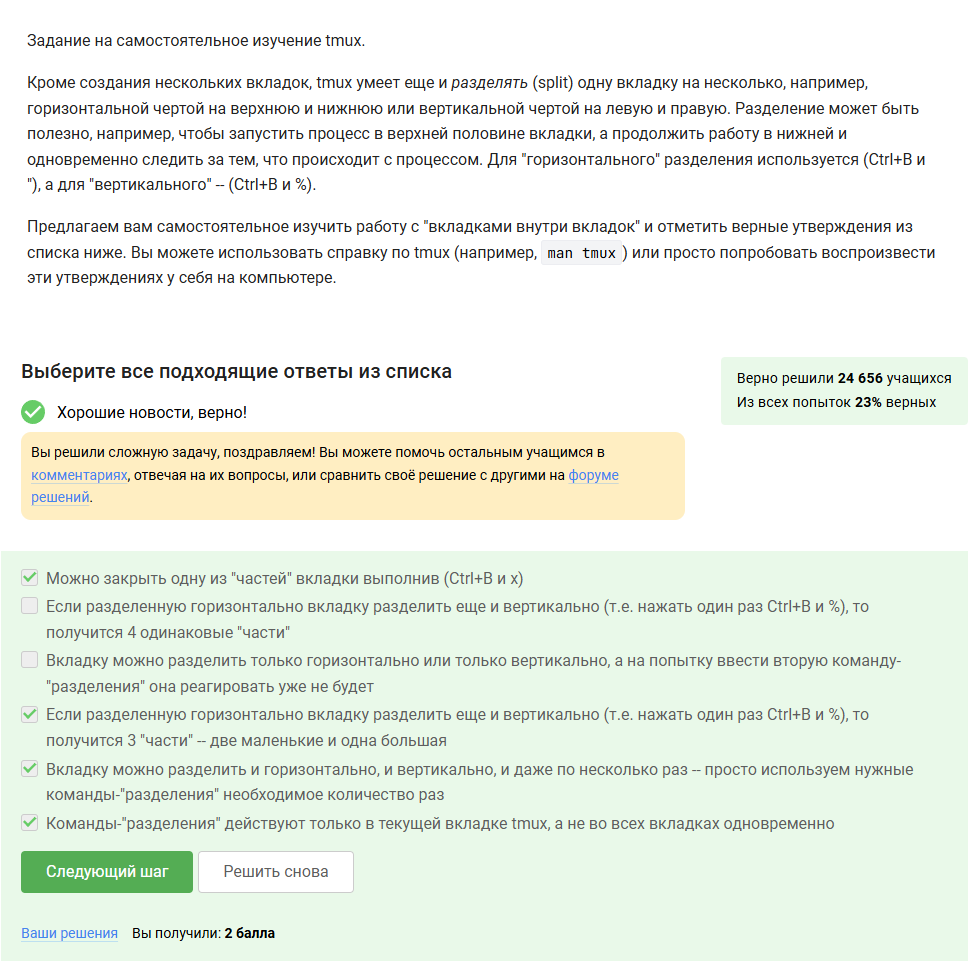 Задание на самостоятельное изучение tmux.
Кроме создания нескольких вкладок, tmux умеет еще и разделять (split) одну вкладку на несколько, например,
горизонтальной чертой на верхнюю и нижнюю или вертикальной чертой на левую и правую. Разделение может быть
полезно, например, чтобы запустить процесс в верхней половине вкладки, а продолжить работу в нижней и
одновременно следить за тем, что происходит с процессом. Для "горизонтального" разделения используется (Ctrl+B и
"), а для "вертикального" -- (Ctrl+B и %).
Предлагаем вам самостоятельное изучить работу с "вкладками внутри вкладок" и отметить верные утверждения из
списка ниже. Вы можете использовать справку по tmux (например, man tmux ) или просто попробовать воспроизвести
эти утверждениях у себя на компьютере.
Выберите все подходящие ответы из списка
Верно решили 24 656 учащихся
Из всех попыток 23% верных
Хорошие новости, верно!
Вы решили сложную задачу, поздравляем! Вы можете помочь остальным учащимся в
комментариях, отвечая на их вопросы, или сравнить своё решение с другими на форуме
решений.
Можно закрыть одну из "частей" вкладки выполнив (Ctrl+B и x)
Если разделенную горизонтально вкладку разделить еще и вертикально (т.е. нажать один раз Ctrl+B и %), то
получится 4 одинаковые "части"
Вкладку можно разделить только горизонтально или только вертикально, а на попытку ввести вторую команду-
"разделения" она реагировать уже не будет
Если разделенную горизонтально вкладку разделить еще и вертикально (т.е. нажать один раз Ctrl+B и %), то
получится 3 "части" -- две маленькие и одна большая
Вкладку можно разделить и горизонтально, и вертикально, и даже по несколько раз -- просто используем нужные
команды-"разделения" необходимое количество раз
Команды-"разделения" действуют только в текущей вкладке tmux, а не во всех вкладках одновременно
Следующий шаг
Решить снова
Ваши решения Вы получили: 2 балла